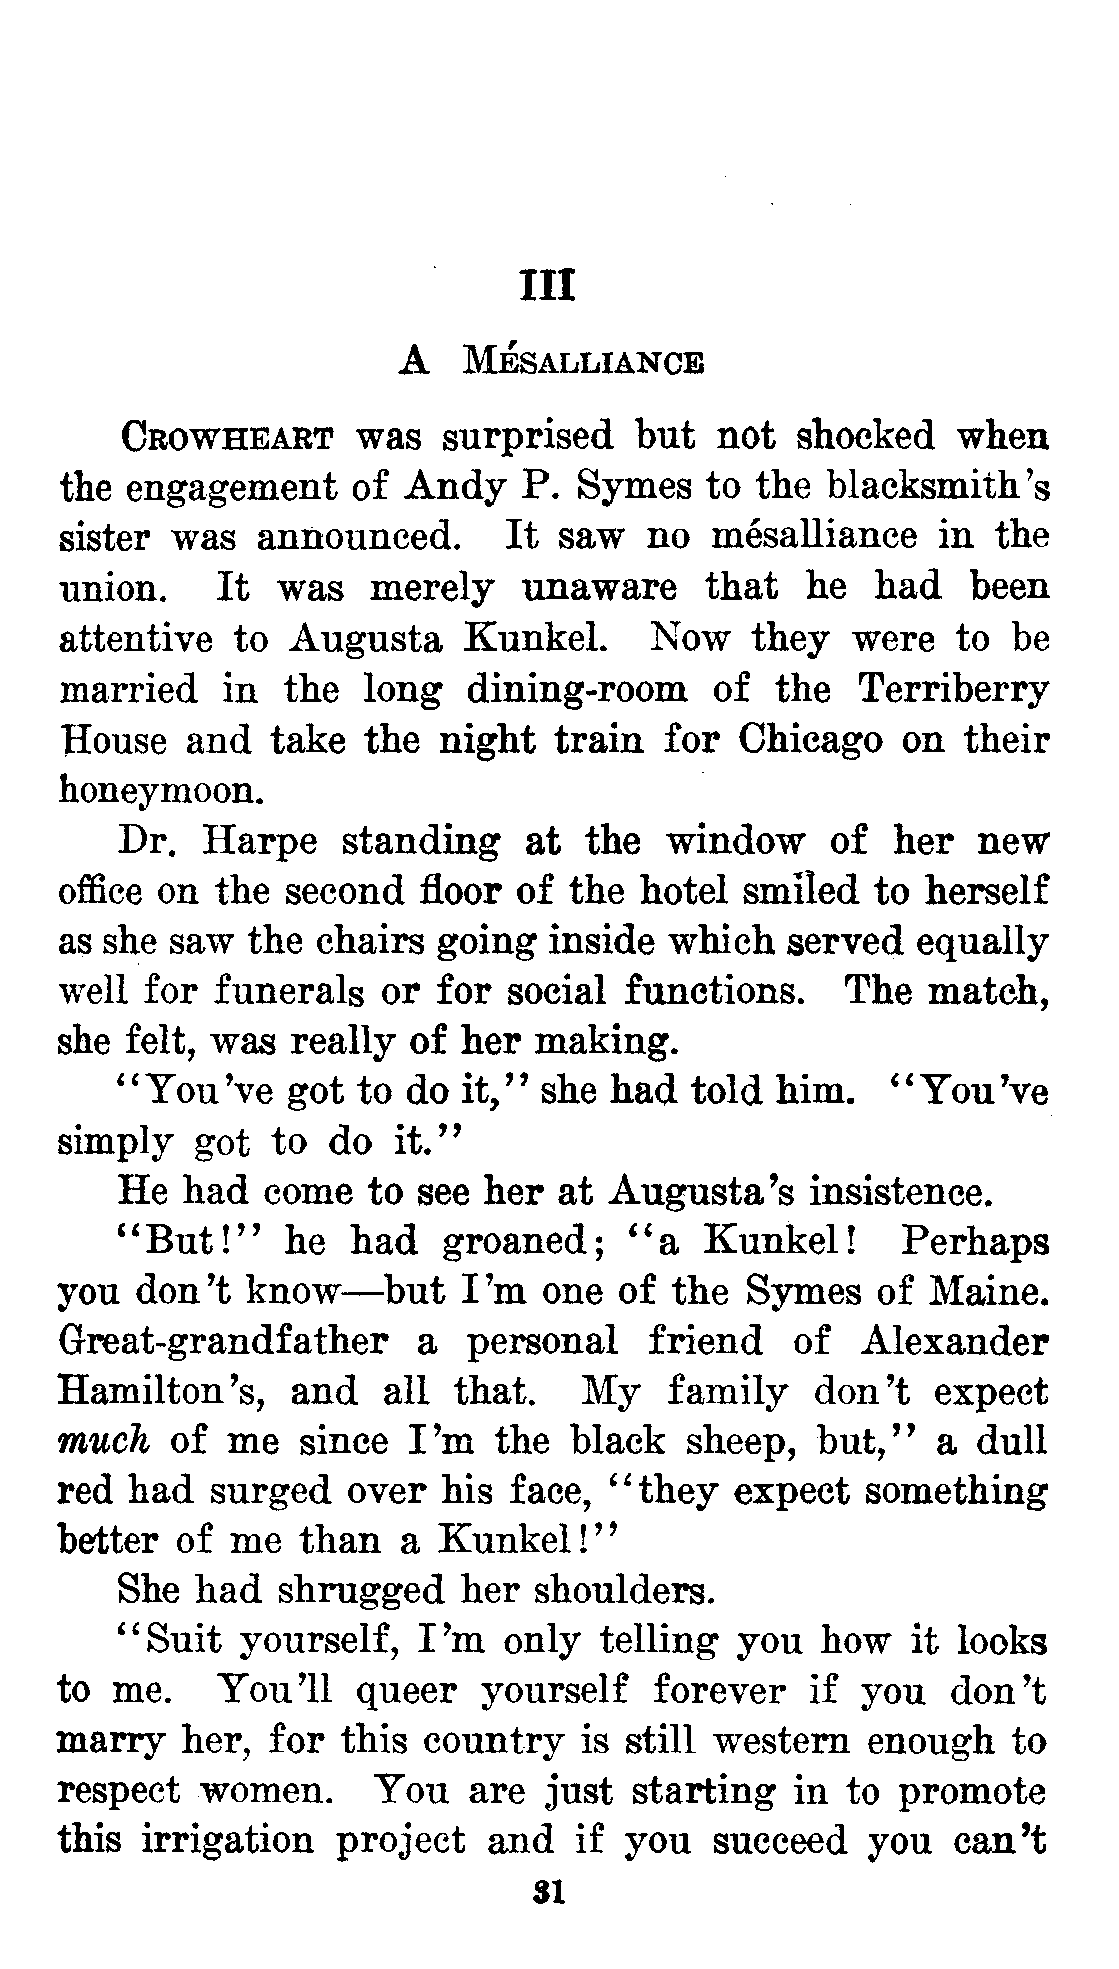 III
A Mésalliance
Crowheart was surprised but not shocked when
the engagement of Andy P. Symes to the blacksmith's
sister was announced. It saw no mésalliance in the
union. It was merely unaware that he had been
attentive to Augusta Kunkel. Now they were to be
married in the long dining-room of the Terriberry
House and take the night train for Chicago on their
honeymoon.
Dr. Harpe standing at the window of her new
office on the second floor of the hotel smiled to herself
as she saw the chairs going inside which served equally
well for funerals or for social functions. The match,
she felt, was really of her making.
"You've got to do it," she had told him. "You've
simply got to do it."
He had come to see her at Augusta's insistence.
"But!" he had groaned; "a Kunkel! Perhaps
you don't know—but I'm one of the Symes of Maine.
Great-grandfather a personal friend of Alexander
Hamilton's, and all that. My family don't expect
much of me since I'm the black sheep, but," a dull
red had surged over his face, "they expect something
better of me than a Kunkel!"
She had shrugged her shoulders.
"Suit yourself, I'm only telling you how it looks
to me. You'll queer yourself forever if you don't
marry her, for this country is still western enough to
respect women. You are just starting in to promote
this irrigation project and if you succeed you can't
31